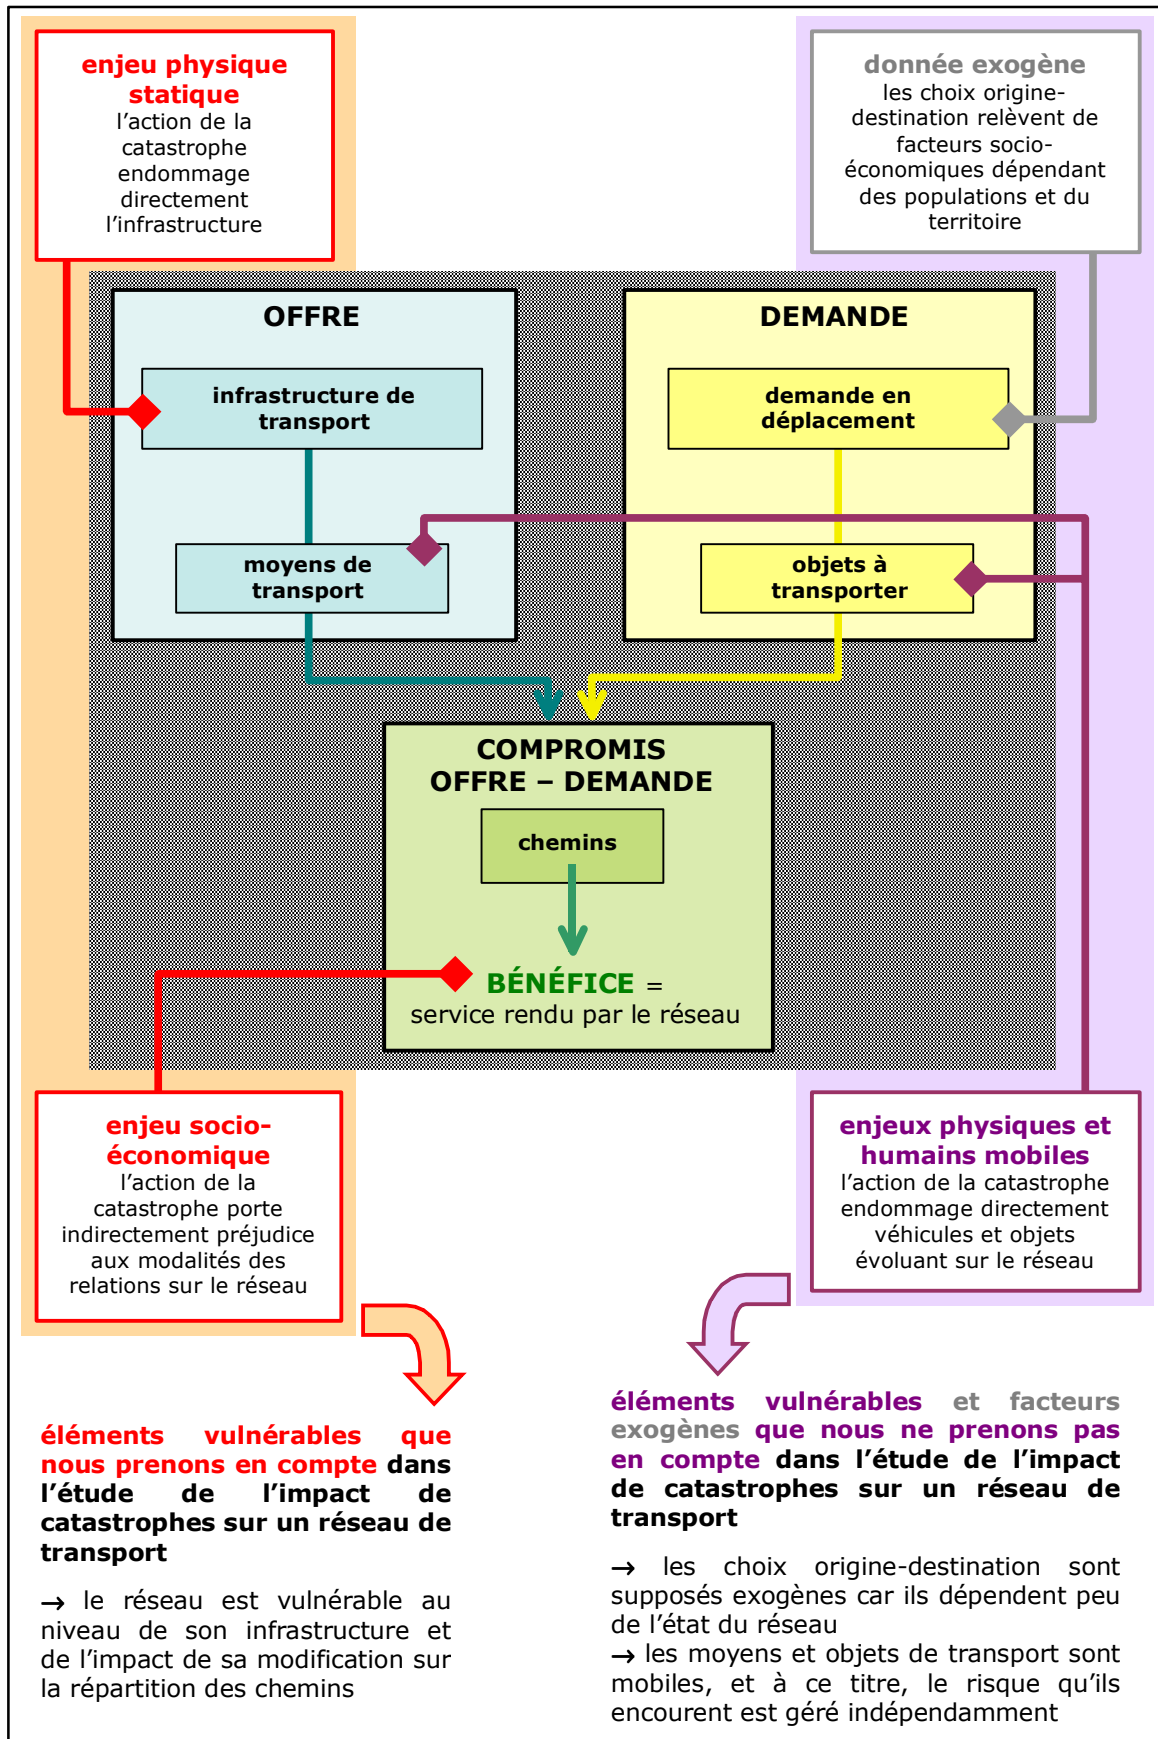 enjeu physique
statique
l’action de la
catastrophe
endommage
directement
l’infrastructure
donnée exogène
les choix origine-
destination relèvent de
facteurs socio-
économiques dépendant
des populations et du
territoire
OFFRE
infrastructure de
transport
moyens de
transport
DEMANDE
demande en
déplacement
objets à
transporter
COMPROMIS
OFFRE – DEMANDE
chemins
BÉNÉFICE =
service rendu par le réseau
enjeu socio-
économique
l’action de la
catastrophe porte
indirectement préjudice
aux modalités des
relations sur le réseau
enjeux physiques et
humains mobiles
l’action de la catastrophe
endommage directement
véhicules et objets
évoluant sur le réseau
éléments vulnérables que
nous prenons en compte dans
l’étude de l’impact de
catastrophes sur un réseau de
transport
→ le réseau est vulnérable au
niveau de son infrastructure et
de l’impact de sa modification sur
la répartition des chemins
éléments vulnérables et facteurs
exogènes que nous ne prenons pas
en compte dans l’étude de l’impact
de catastrophes sur un réseau de
transport
→ les choix origine-destination sont
supposés exogènes car ils dépendent peu
de l’état du réseau
→ les moyens et objets de transport sont
mobiles, et à ce titre, le risque qu’ils
encourent est géré indépendamment